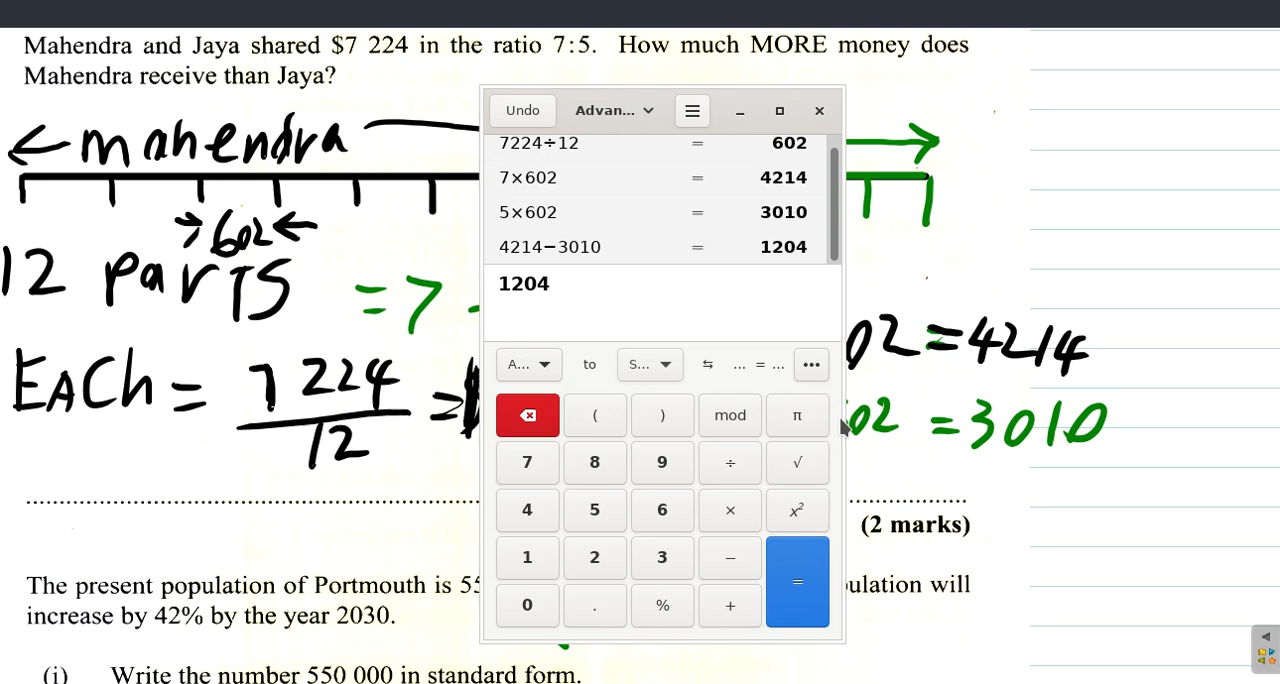 Mahendra and Jaya shared $7 224 in the ratio 7:5. How much MORE money does
Mahendra receive than Jaya?
mahendra
602
12 PARTS = 7
EACH = 7224/12 =
02 = 4214
02 = 3010
Undo Advan...
7224÷12 = 602
7×602 = 4214
5×602 = 3010
4214−3010 = 1204
1204
A... to S... ⇆ ... = ... •••
( ) mod π
7 8 9 ÷ √
4 5 6 × x²
1 2 3 − =
0 . % +
(2 marks)
The present population of Portmouth is 55 ulation will
increase by 42% by the year 2030.
(i) Write the number 550 000 in standard form.